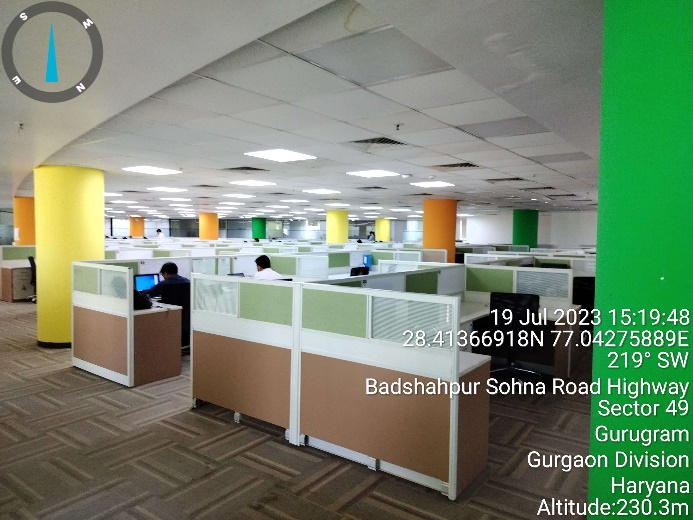 S
W
E
N
19 Jul 2023 15:19:48
28.41366918N 77.04275889E
219° SW
Badshahpur Sohna Road Highway
Sector 49
Gurugram
Gurgaon Division
Haryana
Altitude:230.3m